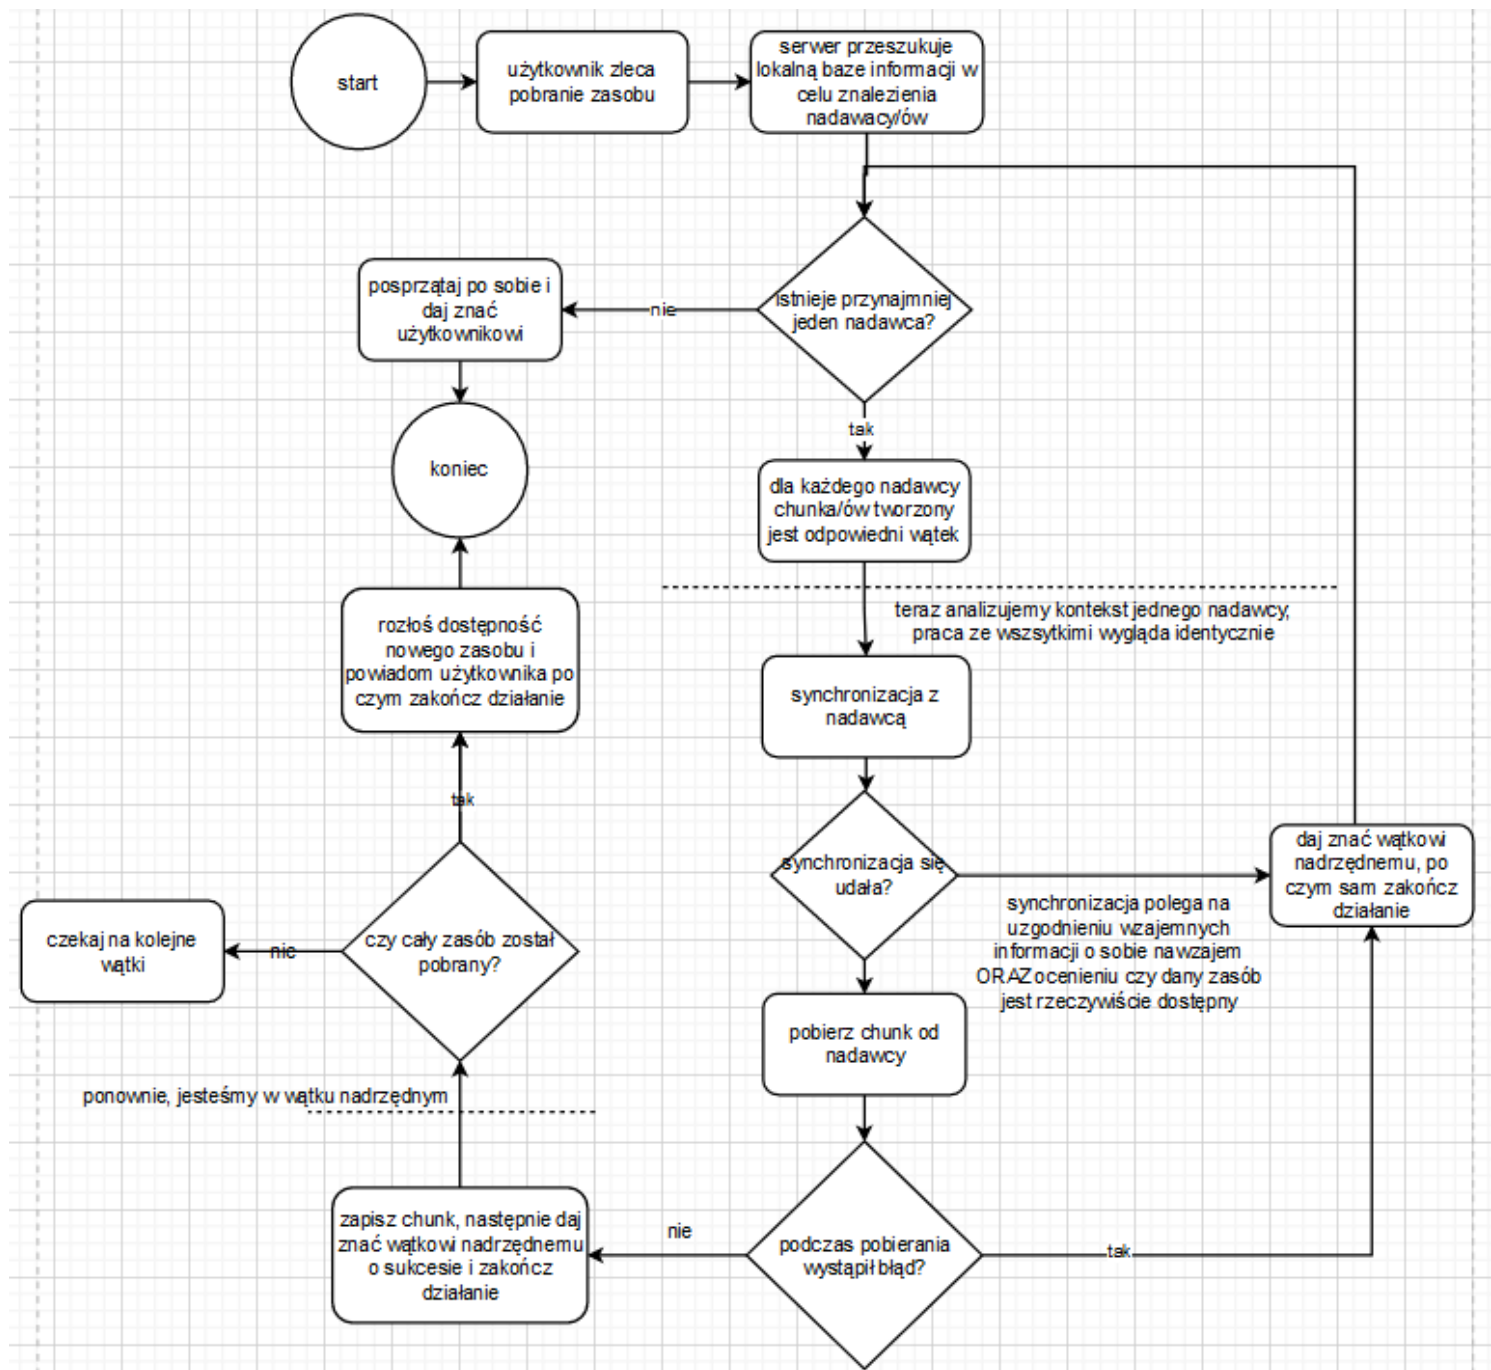 start
użytkownik zleca
pobranie zasobu
serwer przeszukuje
lokalną baze informacji w
celu znalezienia
nadawacy/ów
istnieje przynajmniej
jeden nadawca?
nie
posprzątaj po sobie i
daj znać
użytkownikowi
koniec
tak
dla każdego nadawcy
chunka/ów tworzony
jest odpowiedni wątek
teraz analizujemy kontekst jednego nadawcy,
praca ze wszsytkimi wygląda identycznie
synchronizacja z
nadawcą
synchronizacja się
udała?
daj znać wątkowi
nadrzędnemu, po
czym sam zakończ
działanie
synchronizacja polega na
uzgodnieniu wzajemnych
informacji o sobie nawzajem
ORAZ ocenieniu czy dany zasób
jest rzeczywiście dostępny
pobierz chunk od
nadawcy
podczas pobierania
wystąpił błąd?
tak
nie
zapisz chunk, następnie daj
znać wątkowi nadrzędnemu
o sukcesie i zakończ
działanie
ponownie, jesteśmy w wątku nadrzędnym
czy cały zasób został
pobrany?
nie
czekaj na kolejne
wątki
tak
rozłoś dostępność
nowego zasobu i
powiadom użytkownika po
czym zakończ działanie